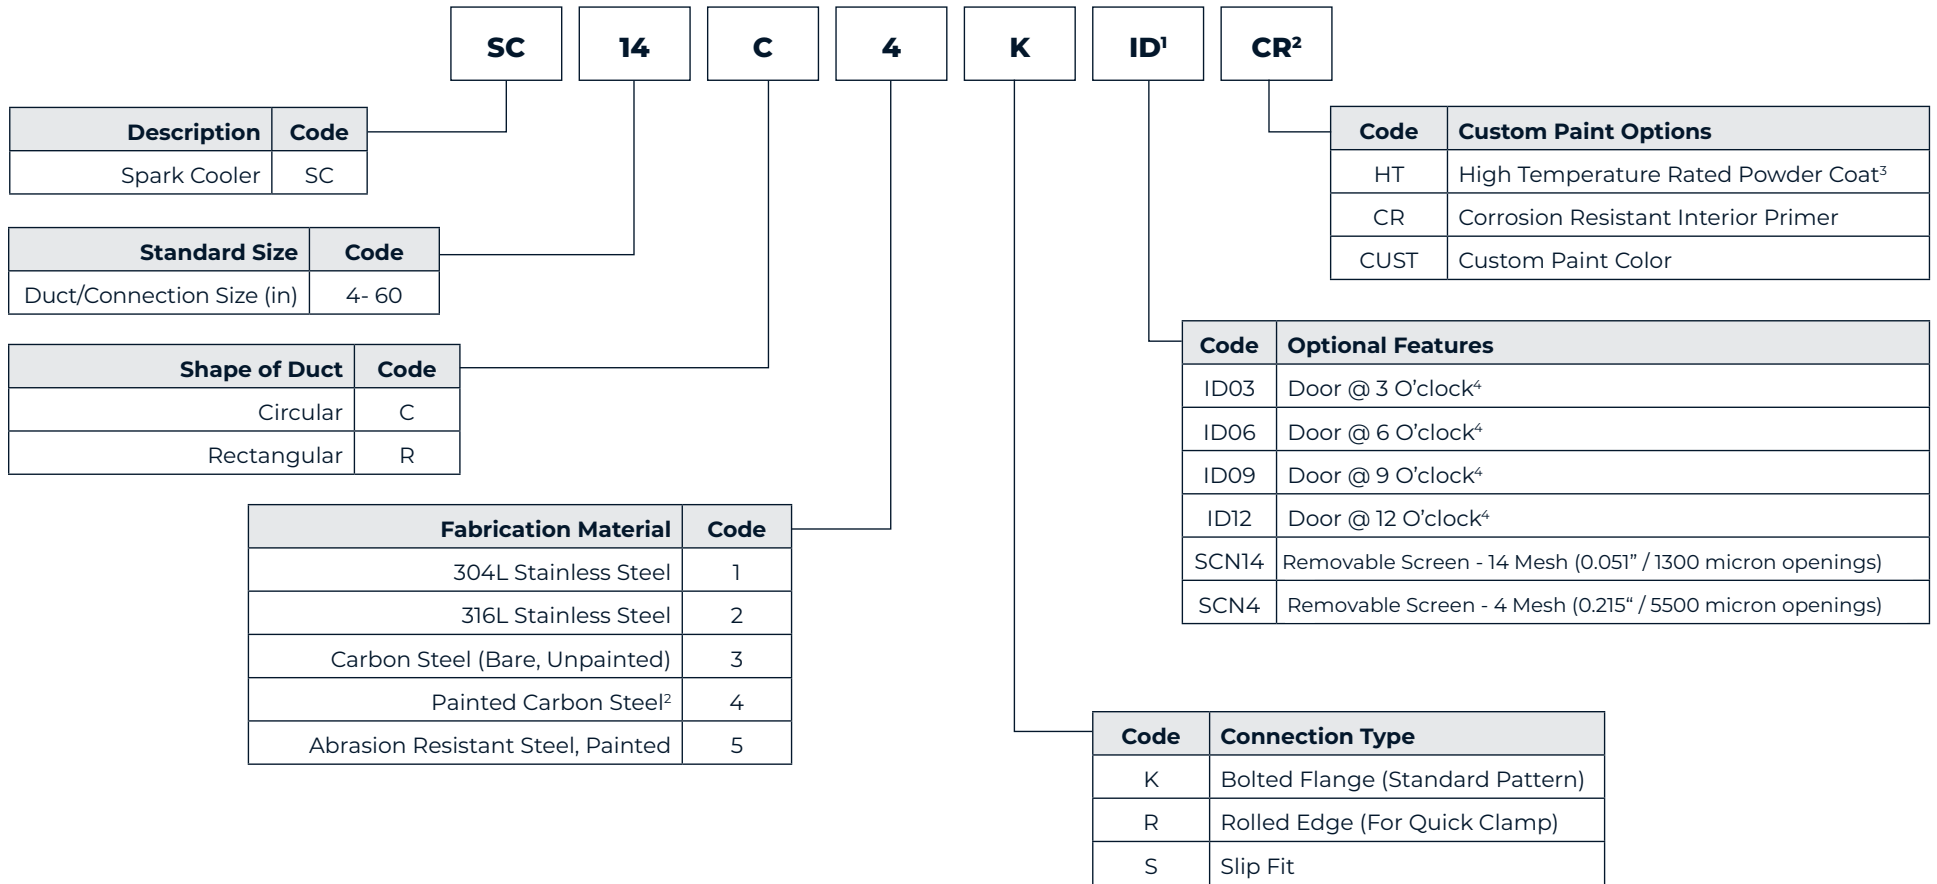 SC 14 C 4 K ID¹ CR²
Description Code
Spark Cooler SC
Standard Size Code
Duct/Connection Size (in) 4- 60
Shape of Duct Code
Circular C
Rectangular R
Fabrication Material Code
304L Stainless Steel 1
316L Stainless Steel 2
Carbon Steel (Bare, Unpainted) 3
Painted Carbon Steel² 4
Abrasion Resistant Steel, Painted 5
Code Custom Paint Options
HT High Temperature Rated Powder Coat³
CR Corrosion Resistant Interior Primer
CUST Custom Paint Color
Code Optional Features
ID03 Door @ 3 O’clock⁴
ID06 Door @ 6 O’clock⁴
ID09 Door @ 9 O’clock⁴
ID12 Door @ 12 O’clock⁴
SCN14 Removable Screen - 14 Mesh (0.051” / 1300 micron openings)
SCN4 Removable Screen - 4 Mesh (0.215“ / 5500 micron openings)
Code Connection Type
K Bolted Flange (Standard Pattern)
R Rolled Edge (For Quick Clamp)
S Slip Fit